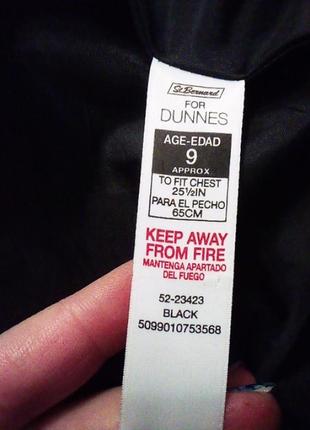 St. Bernard
FOR
DUNNES
AGE-EDAD
9
APPROX
TO FIT CHEST
25½IN
PARA EL PECHO
65CM
KEEP AWAY
FROM FIRE
MANTENGA APARTADO
DEL FUEGO
52-23423
BLACK
5099010753568